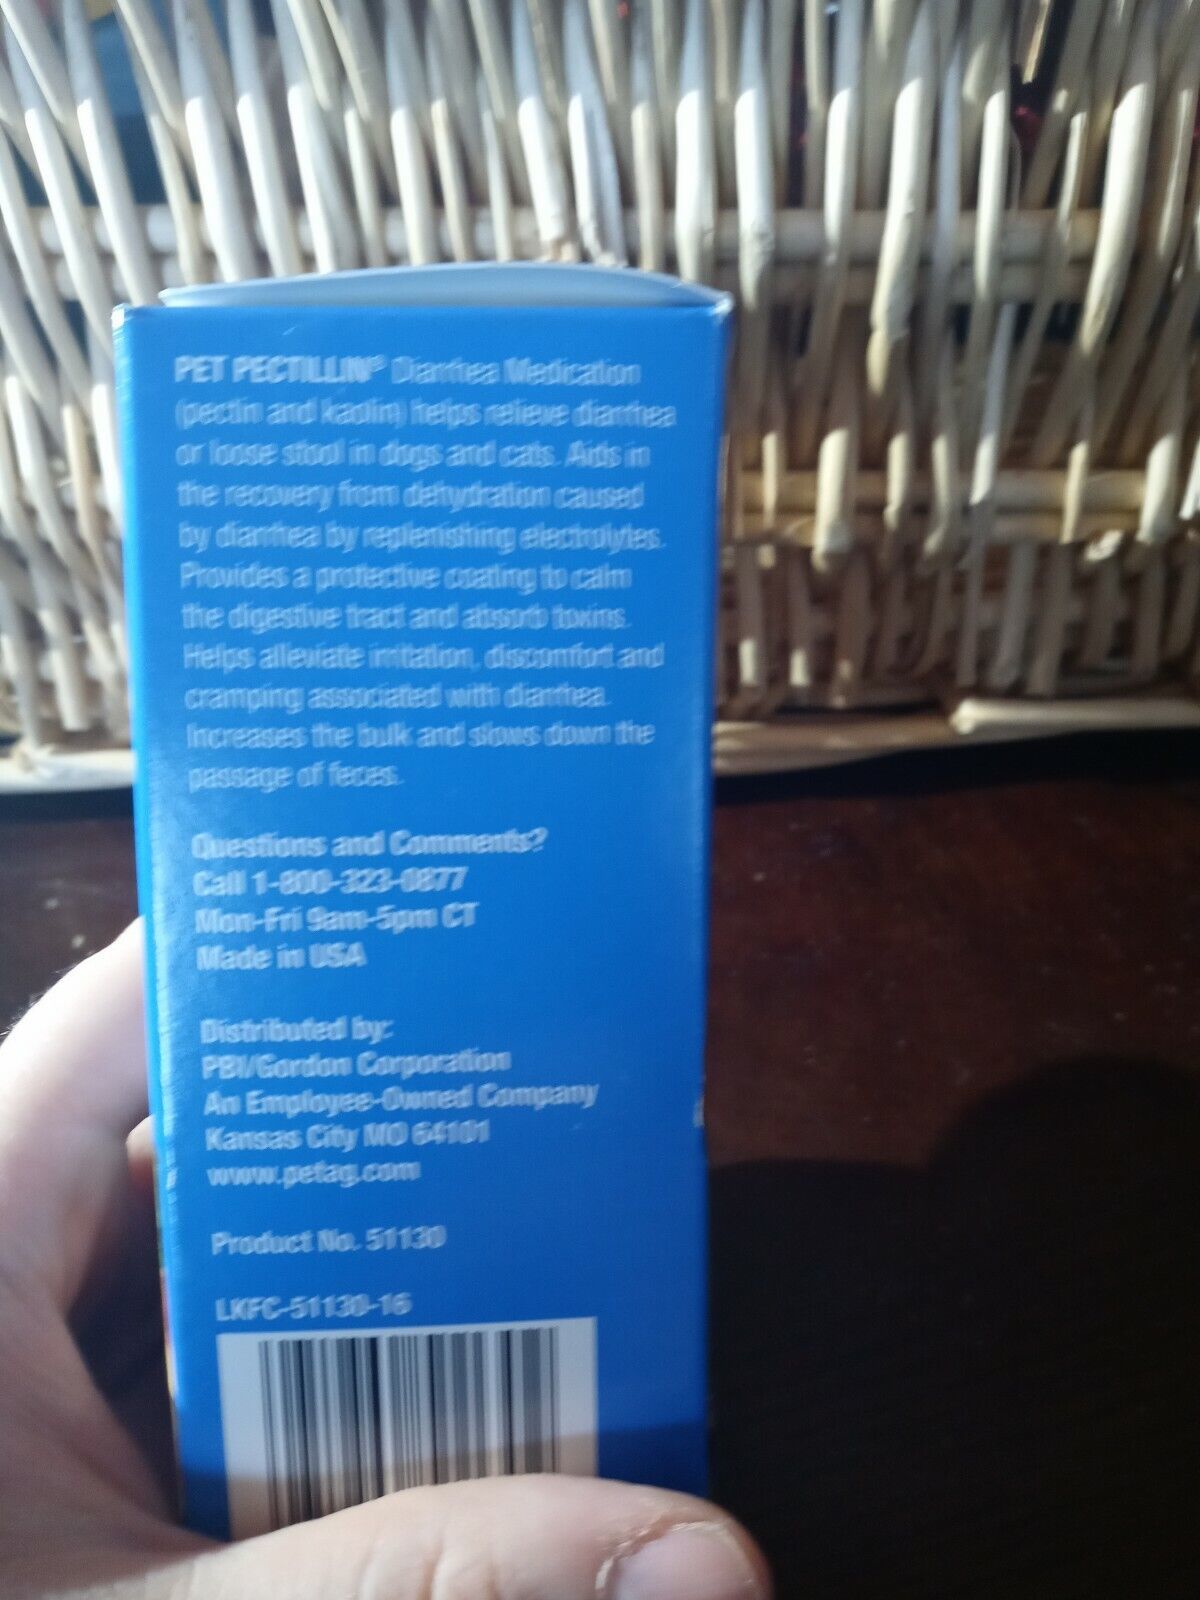 PET PECTILLIN® Diarrhea Medication
(pectin and kaolin) helps relieve diarrhea
or loose stool in dogs and cats. Aids in
the recovery from dehydration caused
by diarrhea by replenishing electrolytes.
Provides a protective coating to calm
the digestive tract and absorb toxins.
Helps alleviate irritation, discomfort and
cramping associated with diarrhea.
Increases the bulk and slows down the
passage of feces.
Questions and Comments?
Call 1-800-323-0877
Mon-Fri 9am-5pm CT
Made in USA
Distributed by:
PBI/Gordon Corporation
An Employee-Owned Company
Kansas City MO 64101
www.petag.com
Product No. 51130
LKFC-51130-16